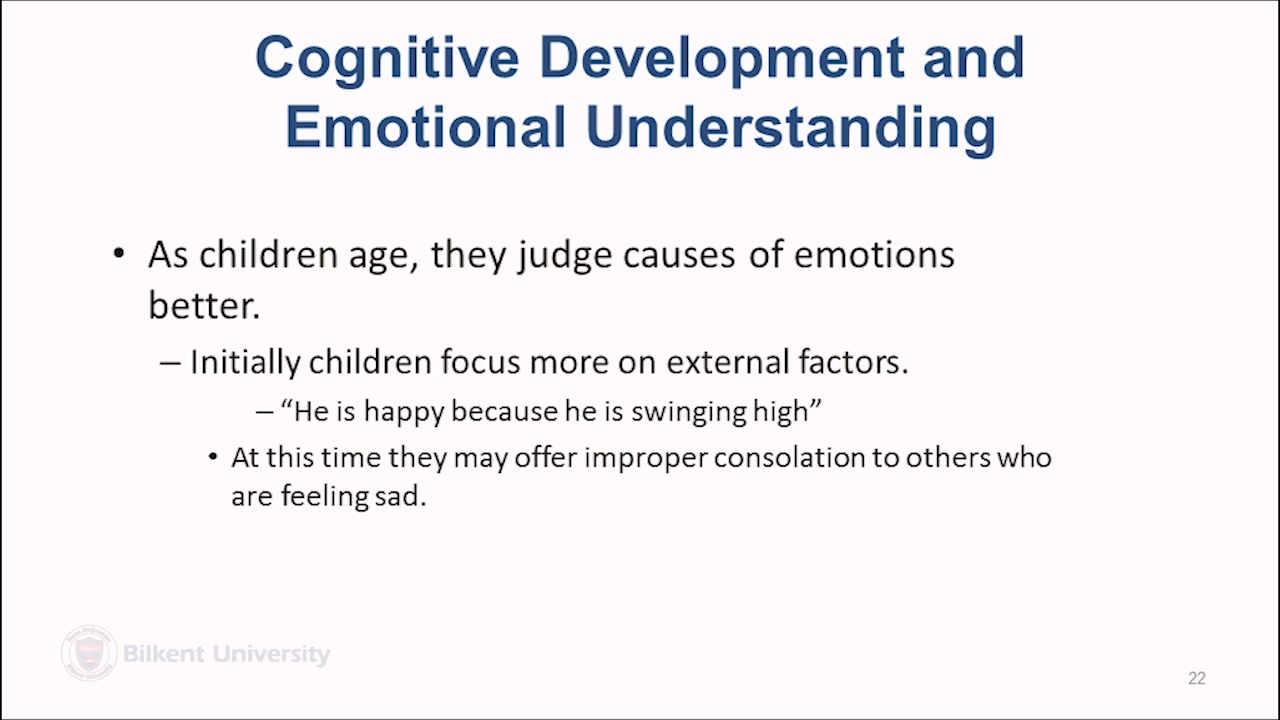 Cognitive Development and
Emotional Understanding
• As children age, they judge causes of emotions
better.
– Initially children focus more on external factors.
– “He is happy because he is swinging high”
• At this time they may offer improper consolation to others who
are feeling sad.
Bilkent University
22